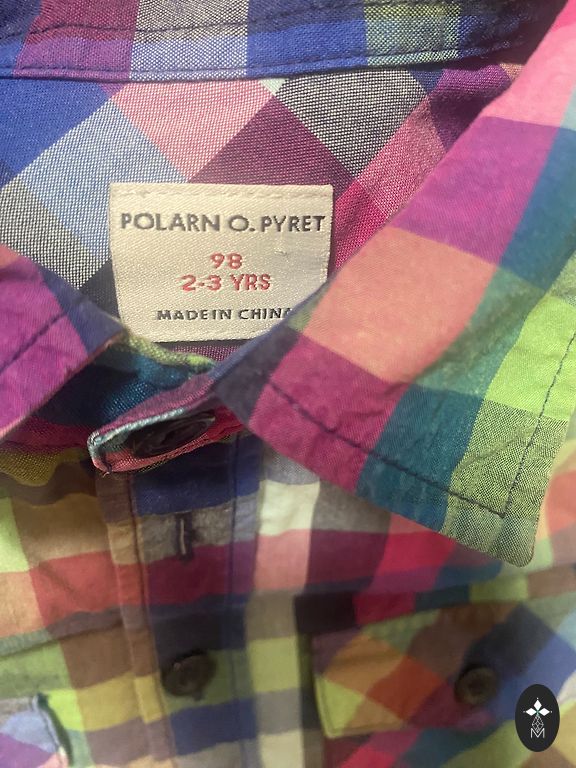 POLARN O. PYRET
98
2-3 YRS
MADE IN CHINA